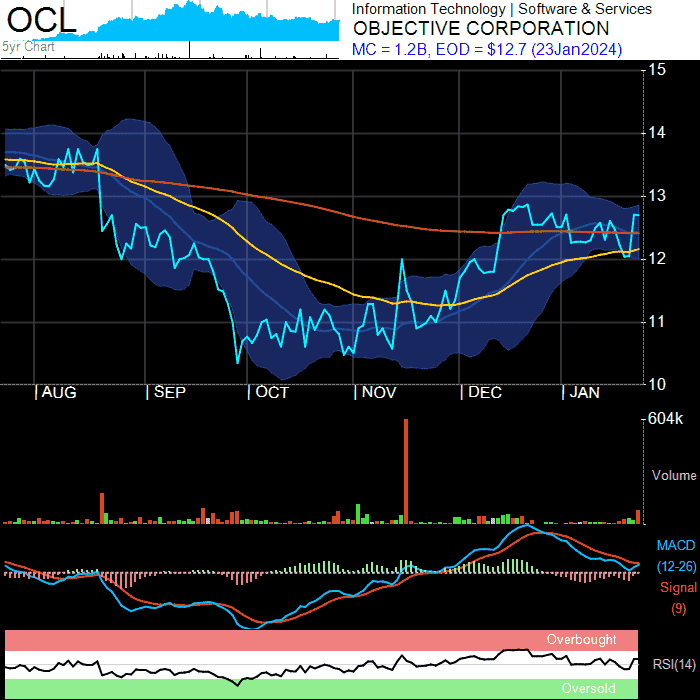 OCL
5yr Chart
Information Technology | Software & Services
OBJECTIVE CORPORATION
MC = 1.2B, EOD = $12.7 (23Jan2024)
15
14
13
12
11
10
| AUG | SEP | OCT | NOV | DEC | JAN
604k
Volume
MACD
(12-26)
Signal
(9)
Overbought
RSI(14)
Oversold